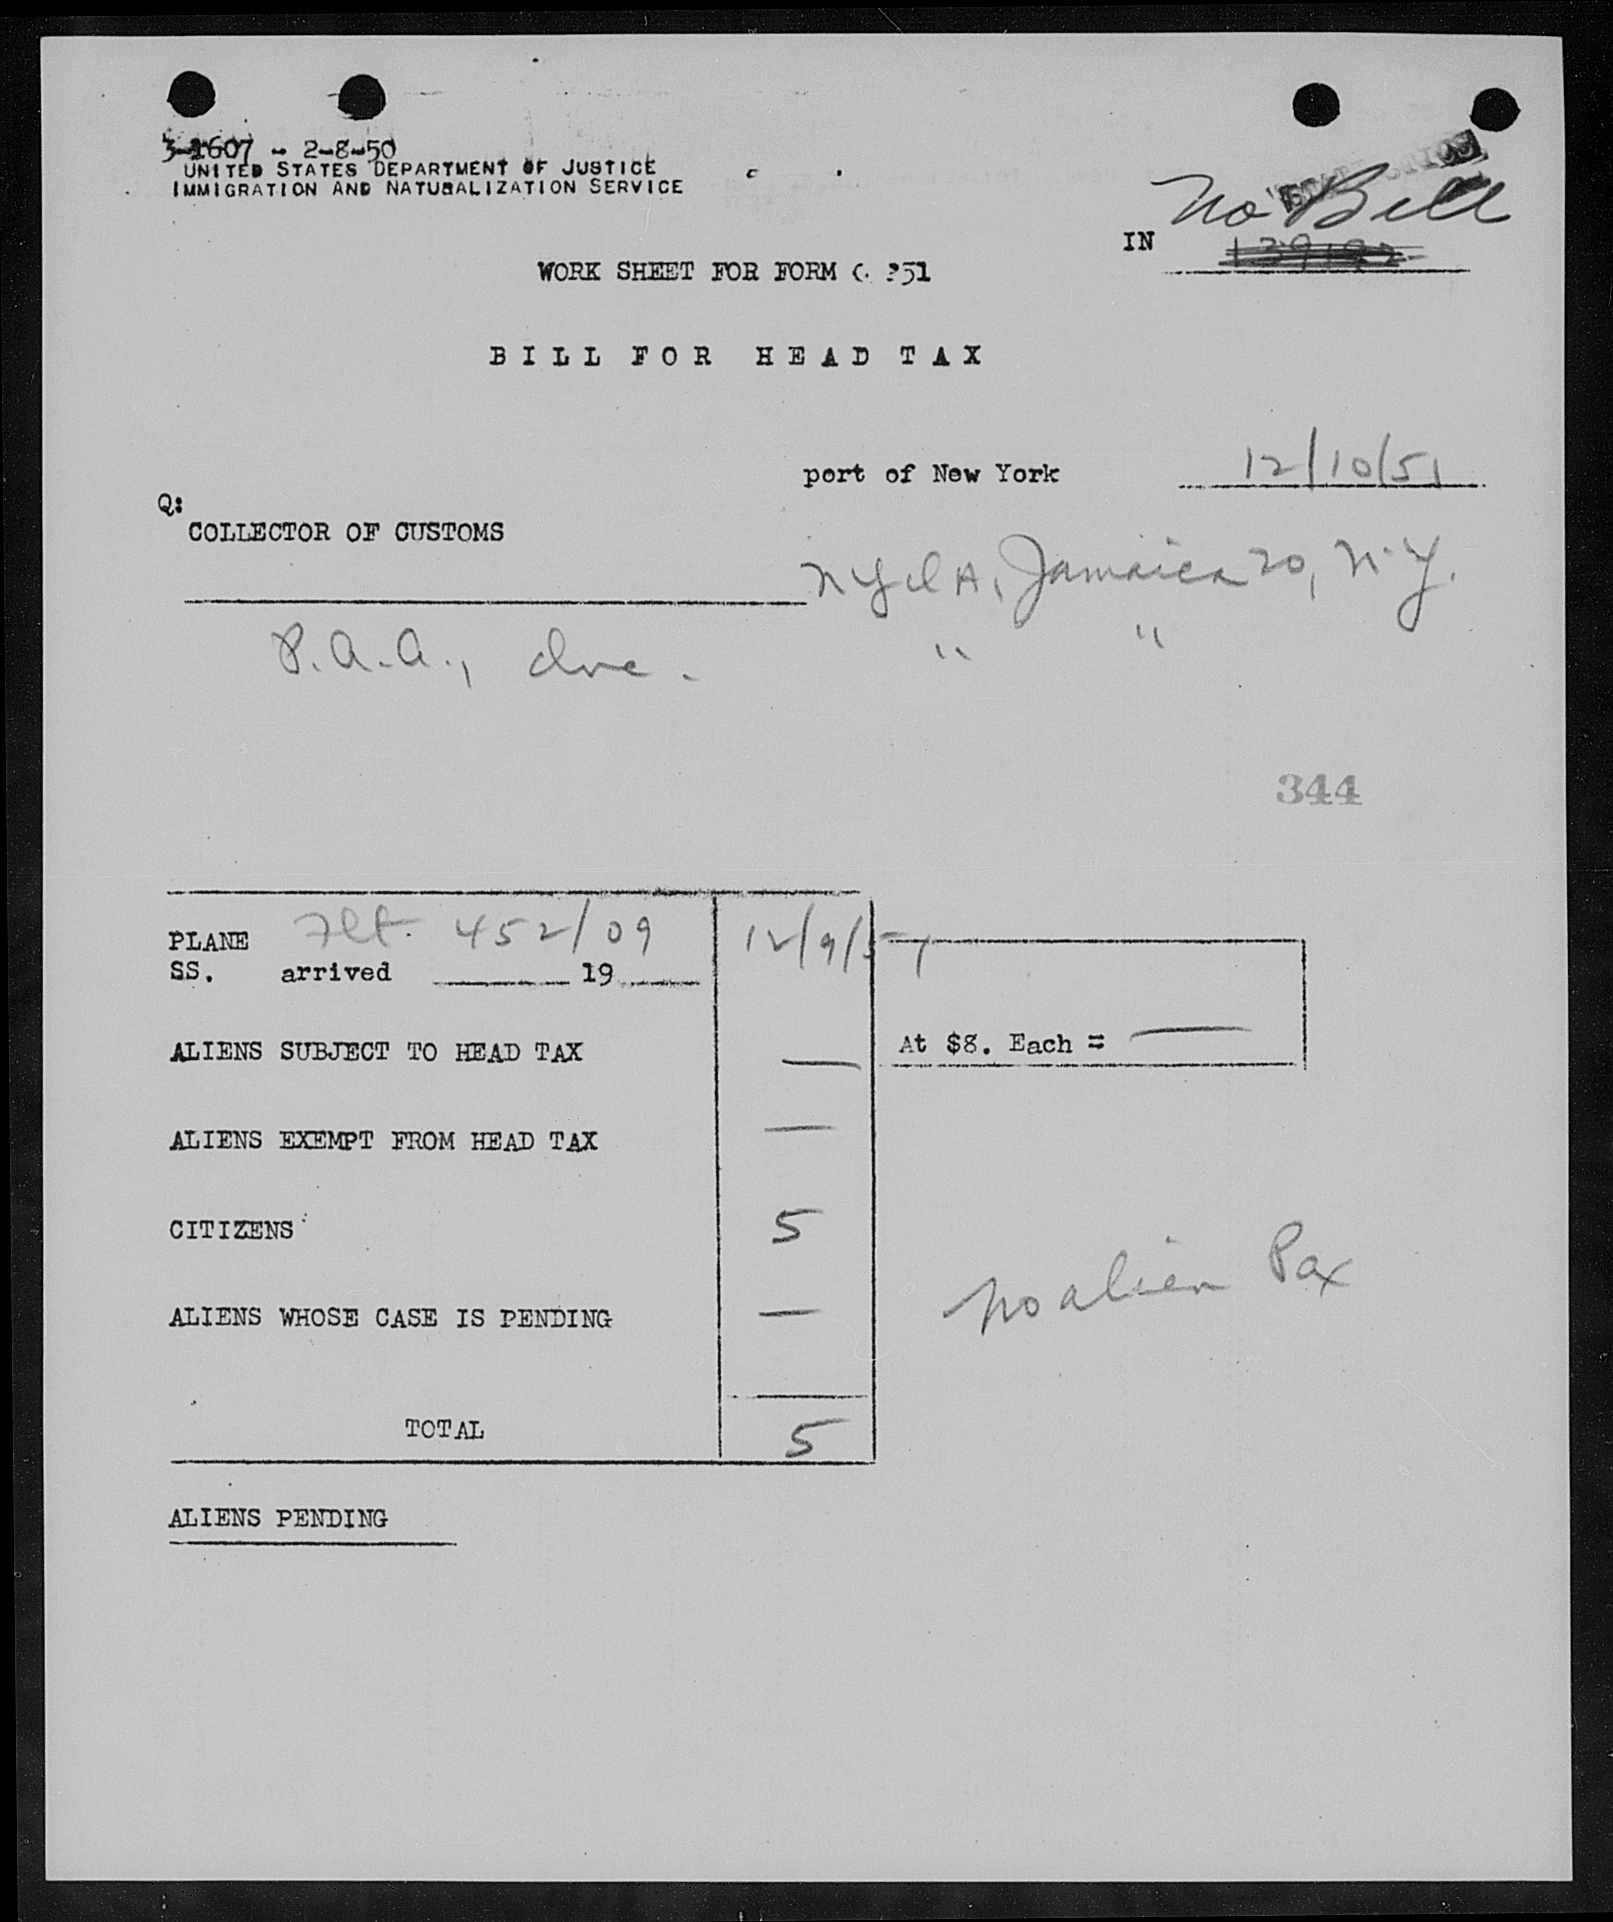 3-1607 - 2-8-50
UNITED STATES DEPARTMENT OF JUSTICE
IMMIGRATION AND NATURALIZATION SERVICE
No Bill
IN
WORK SHEET FOR FORM 51
BILL FOR HEAD TAX
port of New York 12/10/51
Q:
COLLECTOR OF CUSTOMS
NYIA, Jamaica 20, N.Y.
P.A.A., Inc. " "
344
PLANE Flt. 452/09 12/9/51
SS. arrived 19
ALIENS SUBJECT TO HEAD TAX — At $8. Each = —
ALIENS EXEMPT FROM HEAD TAX —
CITIZENS 5
No alien Pax
ALIENS WHOSE CASE IS PENDING —
TOTAL 5
ALIENS PENDING